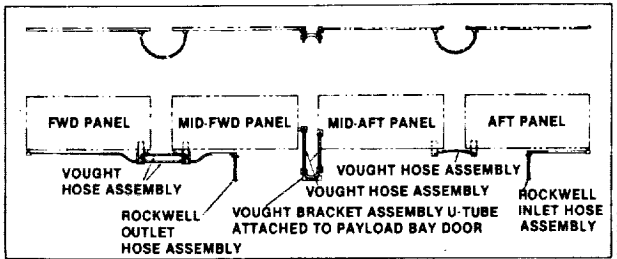 FWD PANEL
MID-FWD PANEL
MID-AFT PANEL
AFT PANEL
VOUGHT
HOSE ASSEMBLY
VOUGHT HOSE ASSEMBLY
VOUGHT HOSE ASSEMBLY
ROCKWELL
OUTLET
HOSE ASSEMBLY
VOUGHT BRACKET ASSEMBLY U-TUBE
ATTACHED TO PAYLOAD BAY DOOR
ROCKWELL
INLET HOSE
ASSEMBLY